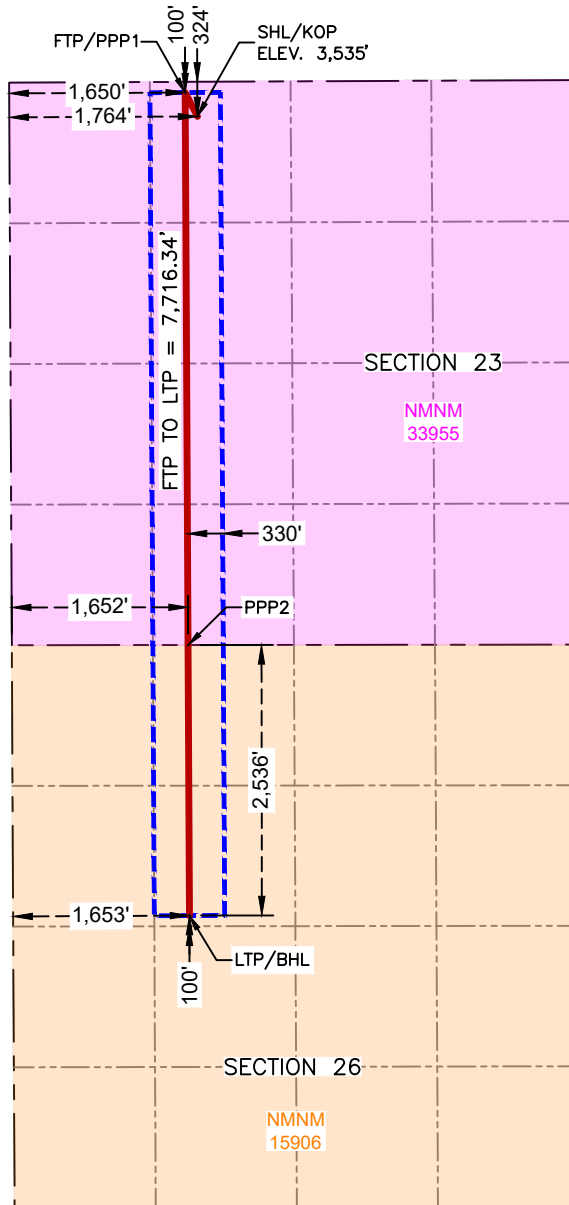 100'
324'
FTP/PPP1
SHL/KOP
ELEV. 3,535'
1,650'
1,764'
FTP TO LTP = 7,716.34'
SECTION 23
NMNM
33955
330'
1,652'
PPP2
2,536'
1,653'
LTP/BHL
100'
SECTION 26
NMNM
15906